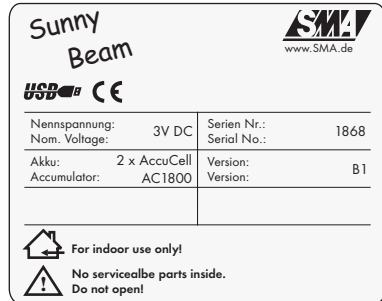 Sunny
Beam
SMA
www.SMA.de
USB CE
Nennspannung:
Nom. Voltage:
3V DC
Serien Nr.:
Serial No.:
1868
Akku:
Accumulator:
2 x AccuCell
AC1800
Version:
Version:
B1
For indoor use only!
No servicealbe parts inside.
Do not open!